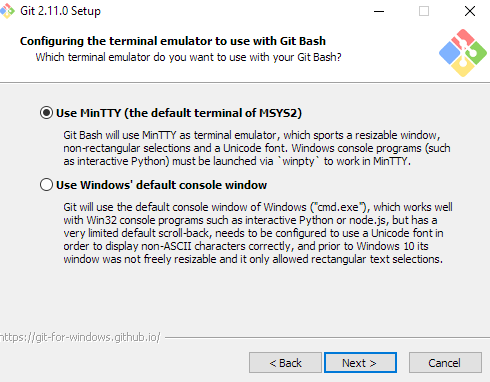 Git 2.11.0 Setup
Configuring the terminal emulator to use with Git Bash
Which terminal emulator do you want to use with your Git Bash?
Use MinTTY (the default terminal of MSYS2)
Git Bash will use MinTTY as terminal emulator, which sports a resizable window,
non-rectangular selections and a Unicode font. Windows console programs (such
as interactive Python) must be launched via `winpty` to work in MinTTY.
Use Windows' default console window
Git will use the default console window of Windows ("cmd.exe"), which works well
with Win32 console programs such as interactive Python or node.js, but has a
very limited default scroll-back, needs to be configured to use a Unicode font in
order to display non-ASCII characters correctly, and prior to Windows 10 its
window was not freely resizable and it only allowed rectangular text selections.
https://git-for-windows.github.io/
< Back Next > Cancel